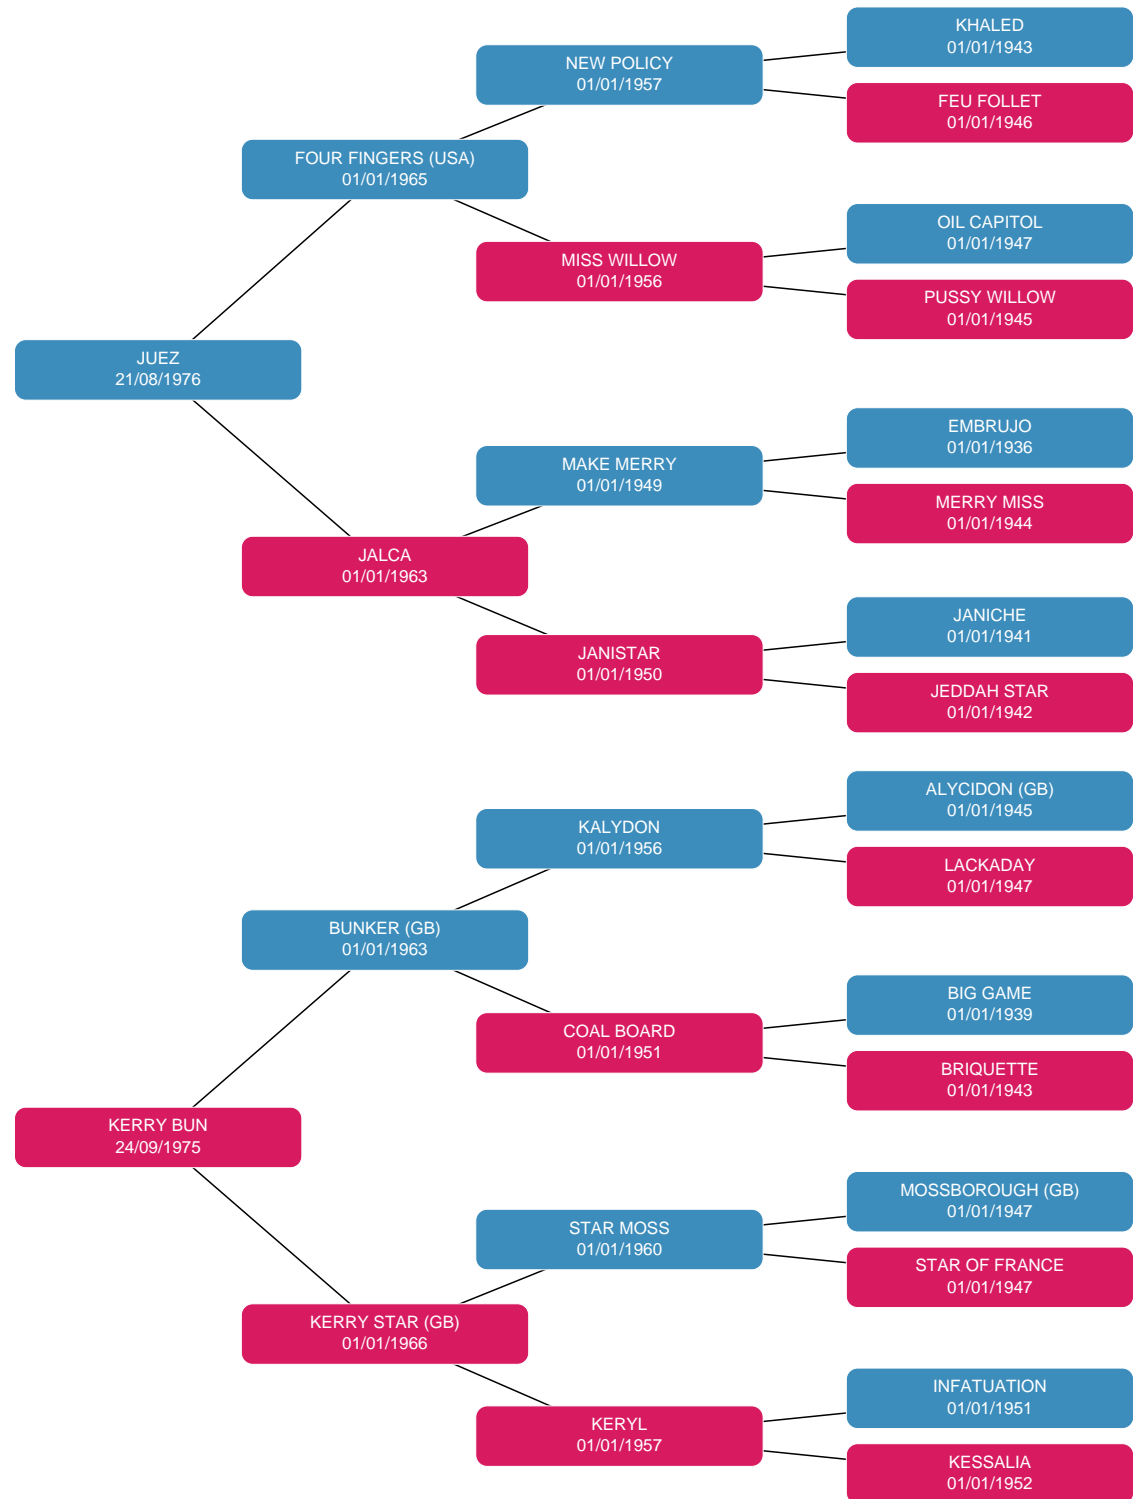 KHALED
01/01/1943
NEW POLICY
01/01/1957
FEU FOLLET
01/01/1946
FOUR FINGERS (USA)
01/01/1965
OIL CAPITOL
01/01/1947
MISS WILLOW
01/01/1956
PUSSY WILLOW
01/01/1945
JUEZ
21/08/1976
EMBRUJO
01/01/1936
MAKE MERRY
01/01/1949
MERRY MISS
01/01/1944
JALCA
01/01/1963
JANICHE
01/01/1941
JANISTAR
01/01/1950
JEDDAH STAR
01/01/1942
ALYCIDON (GB)
01/01/1945
KALYDON
01/01/1956
LACKADAY
01/01/1947
BUNKER (GB)
01/01/1963
BIG GAME
01/01/1939
COAL BOARD
01/01/1951
BRIQUETTE
01/01/1943
KERRY BUN
24/09/1975
MOSSBOROUGH (GB)
01/01/1947
STAR MOSS
01/01/1960
STAR OF FRANCE
01/01/1947
KERRY STAR (GB)
01/01/1966
INFATUATION
01/01/1951
KERYL
01/01/1957
KESSALIA
01/01/1952